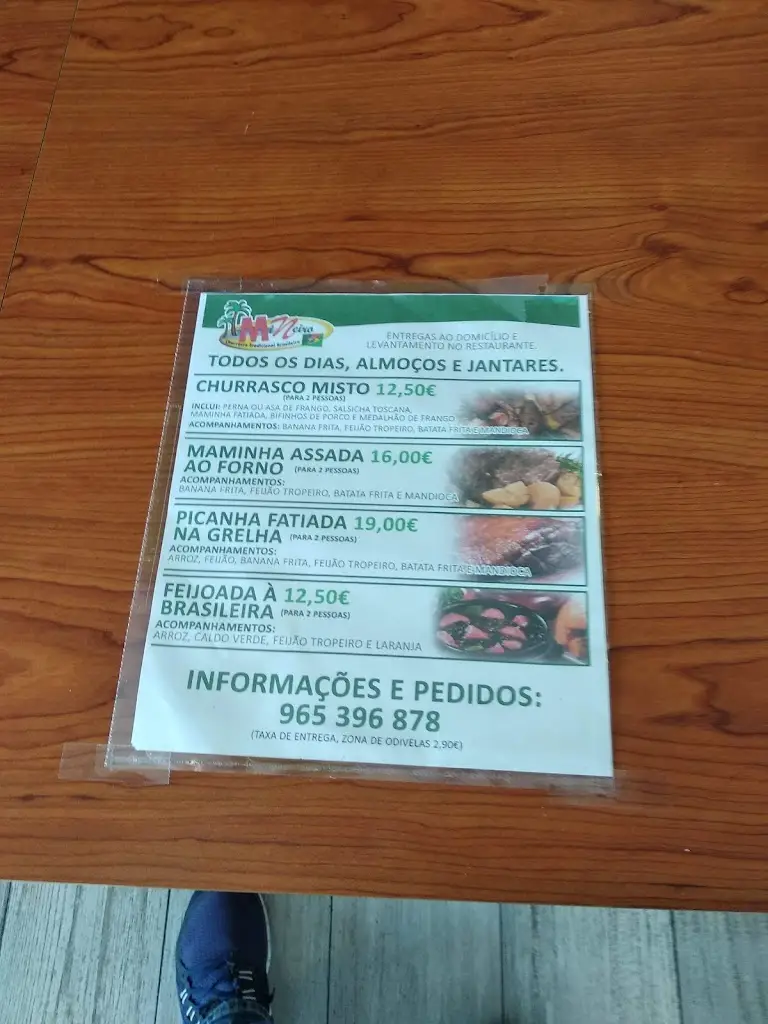 Mineiro
Churrasco Tradicional Brasileiro
ENTREGAS AO DOMICÍLIO E
LEVANTAMENTO NO RESTAURANTE.
TODOS OS DIAS, ALMOÇOS E JANTARES.
CHURRASCO MISTO 12,50€
(PARA 2 PESSOAS)
INCLUI: PERNA OU ASA DE FRANGO, SALSICHA TOSCANA,
MAMINHA FATIADA, BIFINHOS DE PORCO E MEDALHÃO DE FRANGO
ACOMPANHAMENTOS: BANANA FRITA, FEIJÃO TROPEIRO, BATATA FRITA E MANDIOCA
MAMINHA ASSADA 16,00€
AO FORNO (PARA 2 PESSOAS)
ACOMPANHAMENTOS:
BANANA FRITA, FEIJÃO TROPEIRO, BATATA FRITA E MANDIOCA
PICANHA FATIADA 19,00€
NA GRELHA (PARA 2 PESSOAS)
ACOMPANHAMENTOS:
ARROZ, FEIJÃO, BANANA FRITA, FEIJÃO TROPEIRO, BATATA FRITA E MANDIOCA
FEIJOADA À 12,50€
BRASILEIRA (PARA 2 PESSOAS)
ACOMPANHAMENTOS:
ARROZ, CALDO VERDE, FEIJÃO TROPEIRO E LARANJA
INFORMAÇÕES E PEDIDOS:
965 396 878
(TAXA DE ENTREGA, ZONA DE ODIVELAS 2,90€)